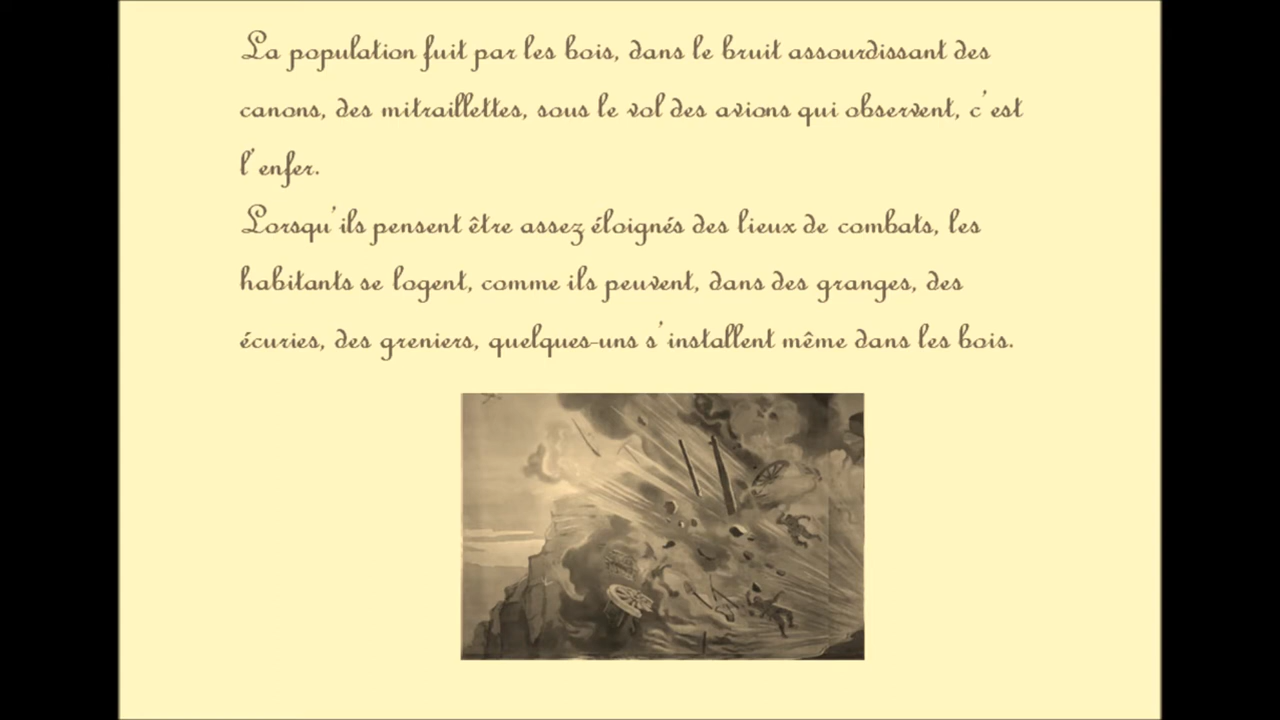 La population fuit par les bois, dans le bruit assourdissant des
canons, des mitraillettes, sous le vol des avions qui observent, c'est
l'enfer.
Lorsqu'ils pensent être assez éloignés des lieux de combats, les
habitants se logent, comme ils peuvent, dans des granges, des
écuries, des greniers, quelques-uns s'installent même dans les bois.